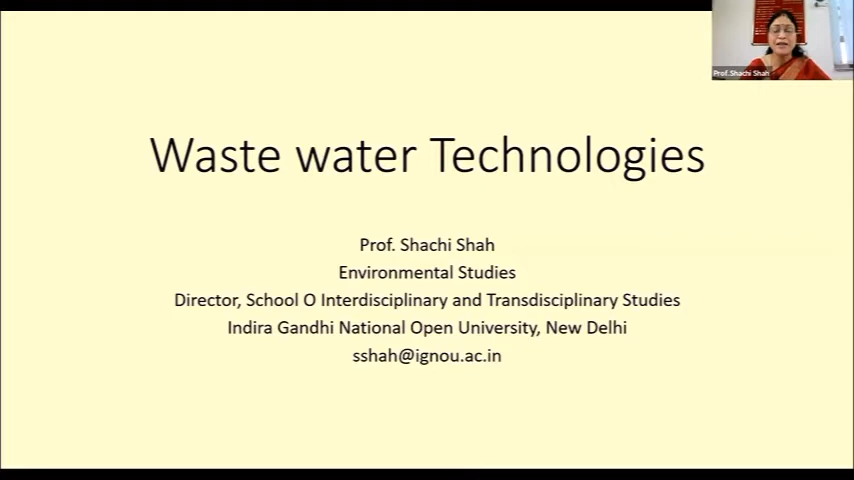 Prof.Shachi Shah
Waste water Technologies
Prof. Shachi Shah
Environmental Studies
Director, School O Interdisciplinary and Transdisciplinary Studies
Indira Gandhi National Open University, New Delhi
sshah@ignou.ac.in